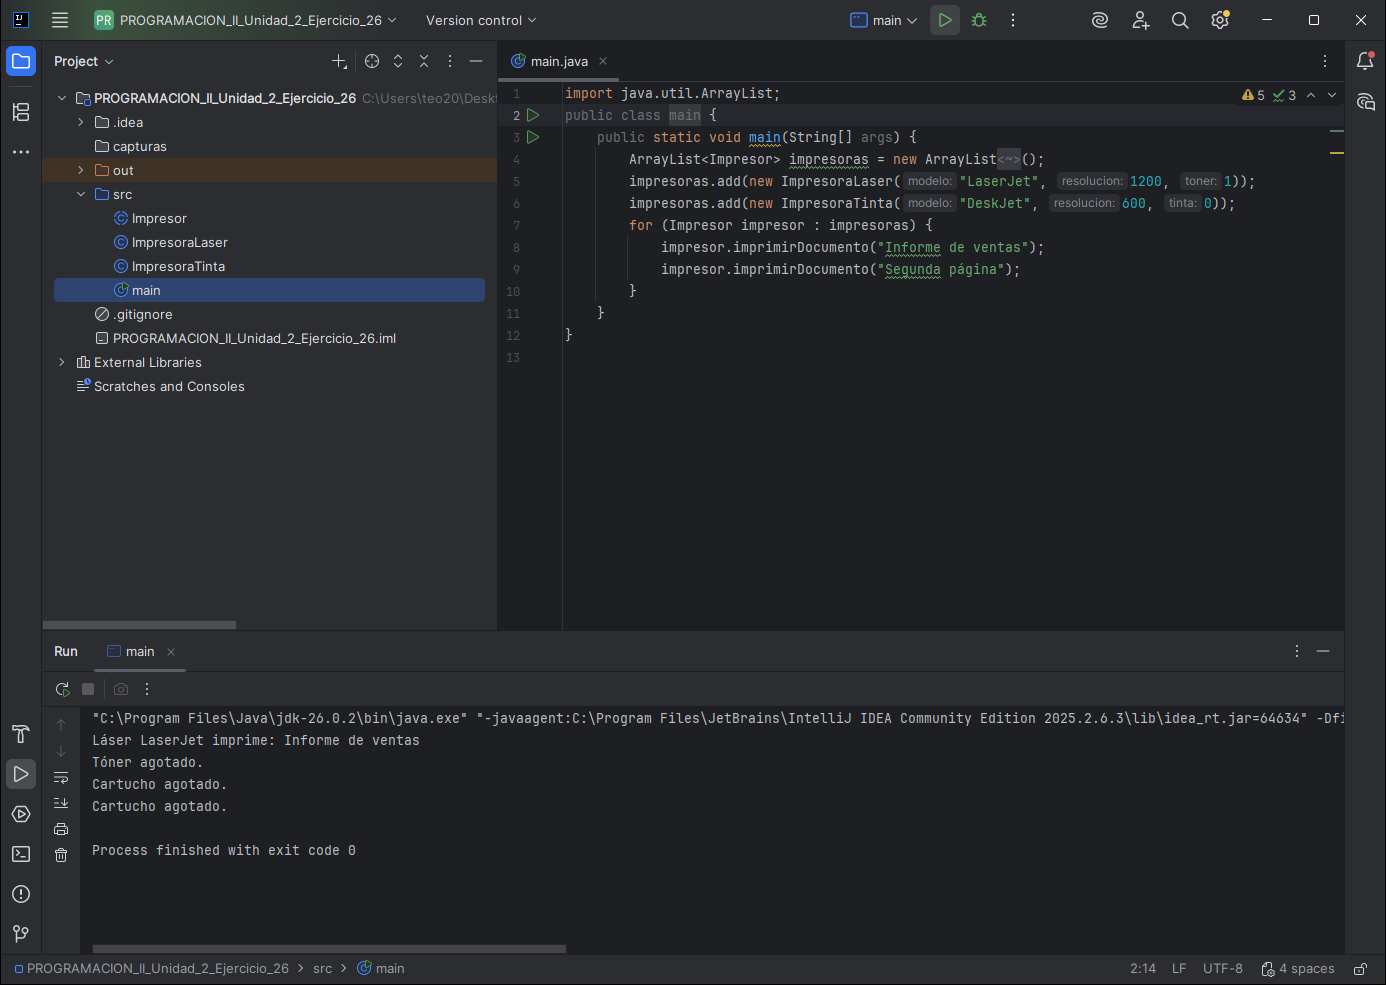 PR PROGRAMACION_II_Unidad_2_Ejercicio_26 Version control main
Project
main.java
PROGRAMACION_II_Unidad_2_Ejercicio_26 C:\Users\teo20\Deskt
.idea
capturas
out
src
Impresor
ImpresoraLaser
ImpresoraTinta
main
.gitignore
PROGRAMACION_II_Unidad_2_Ejercicio_26.iml
External Libraries
Scratches and Consoles
5 3
1 import java.util.ArrayList;
2 public class main {
3 public static void main(String[] args) {
4 ArrayList<Impresor> impresoras = new ArrayList<~>();
5 impresoras.add(new ImpresoraLaser( modelo: "LaserJet", resolucion: 1200, toner: 1));
6 impresoras.add(new ImpresoraTinta( modelo: "DeskJet", resolucion: 600, tinta: 0));
7 for (Impresor impresor : impresoras) {
8 impresor.imprimirDocumento("Informe de ventas");
9 impresor.imprimirDocumento("Segunda página");
10 }
11 }
12 }
13
Run main
"C:\Program Files\Java\jdk-26.0.2\bin\java.exe" "-javaagent:C:\Program Files\JetBrains\IntelliJ IDEA Community Edition 2025.2.6.3\lib\idea_rt.jar=64634" -Dfi
Láser LaserJet imprime: Informe de ventas
Tóner agotado.
Cartucho agotado.
Cartucho agotado.
Process finished with exit code 0
PROGRAMACION_II_Unidad_2_Ejercicio_26 > src > main
2:14 LF UTF-8 4 spaces